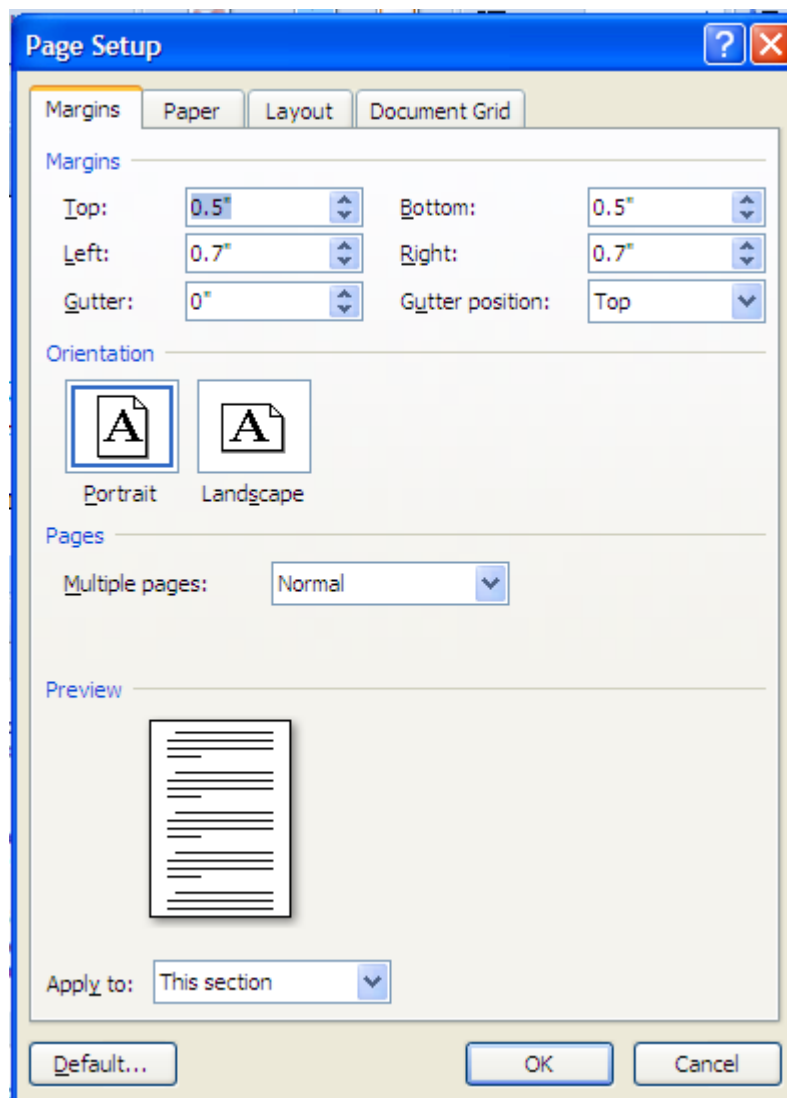 Page Setup
Margins Paper Layout Document Grid
Margins
Top: 0.5" Bottom: 0.5"
Left: 0.7" Right: 0.7"
Gutter: 0" Gutter position: Top
Orientation
A A
Portrait Landscape
Pages
Multiple pages: Normal
Preview
Apply to: This section
Default... OK Cancel